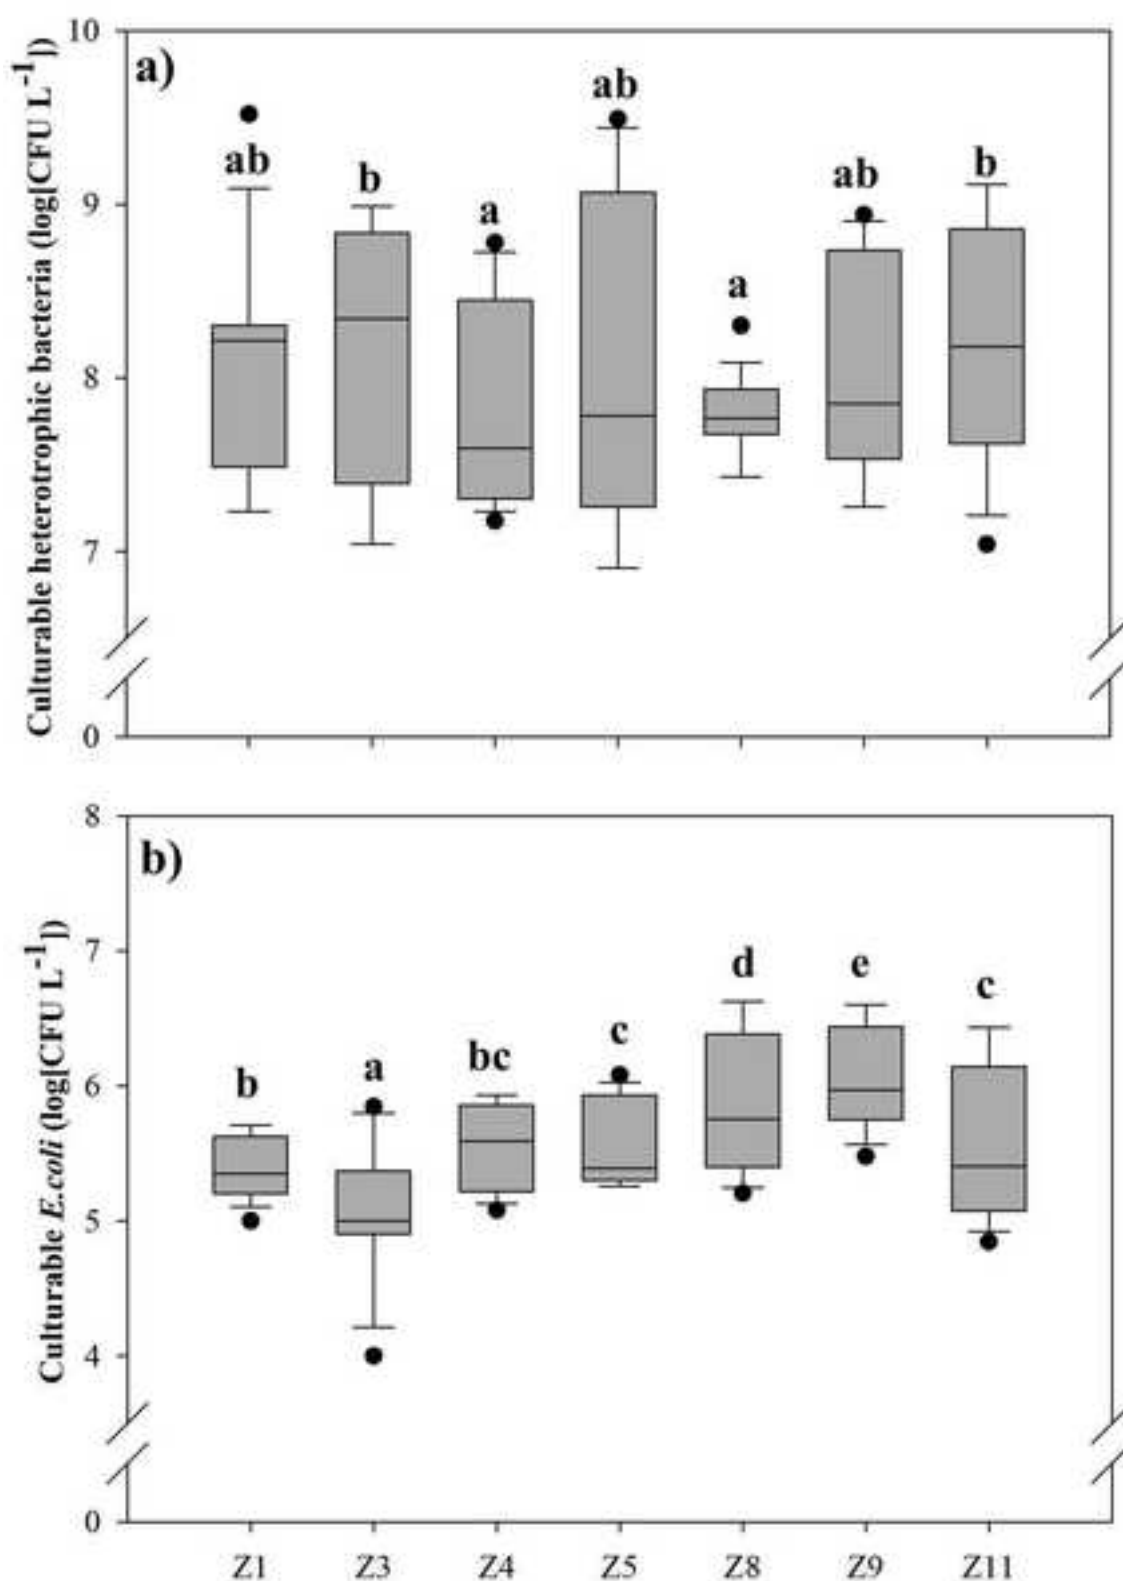 a)
Culturable heterotrophic bacteria (log[CFU L⁻¹])
10
9
8
7
0
ab
b
a
ab
a
ab
b
b)
Culturable E.coli (log[CFU L⁻¹])
8
7
6
5
4
0
b
a
bc
c
d
e
c
Z1 Z3 Z4 Z5 Z8 Z9 Z11